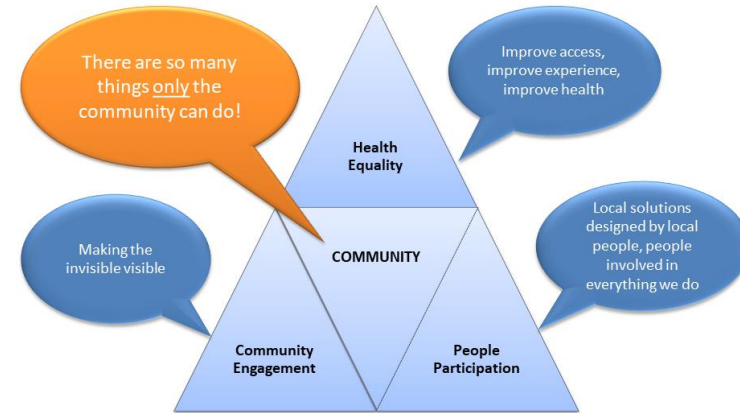 There are so many
things only the
community can do!
Improve access,
improve experience,
improve health
Health
Equality
Making the
invisible visible
COMMUNITY
Local solutions
designed by local
people, people
involved in
everything we do
Community
Engagement
People
Participation